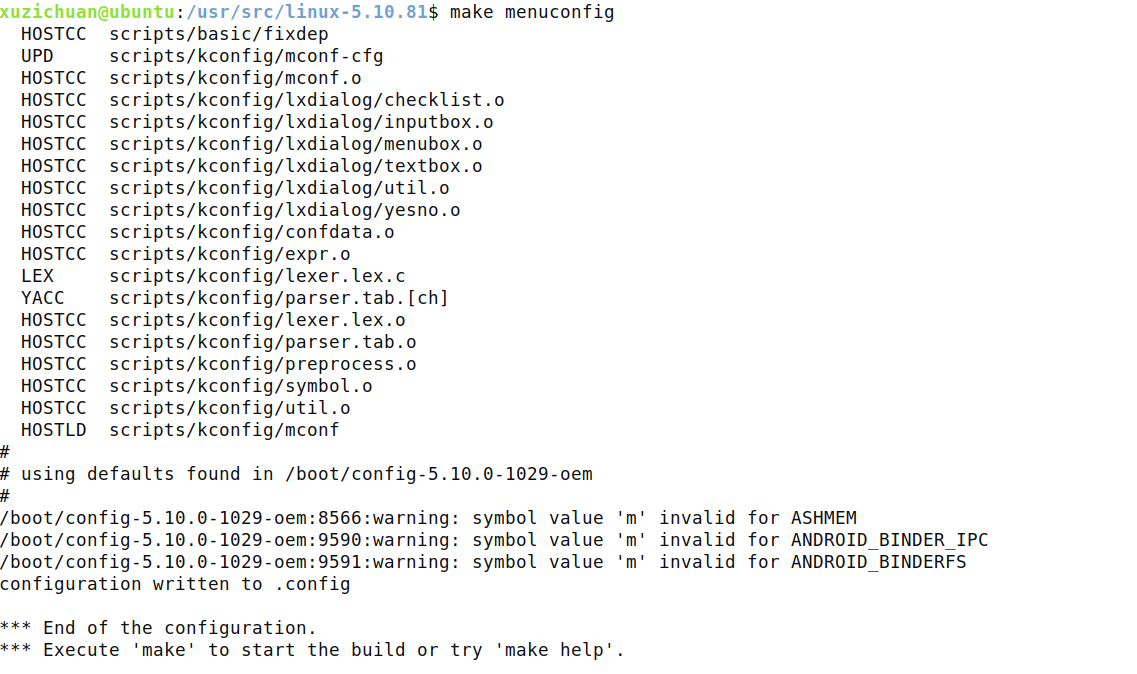 xuzichuan@ubuntu:/usr/src/linux-5.10.81$ make menuconfig
  HOSTCC  scripts/basic/fixdep
  UPD     scripts/kconfig/mconf-cfg
  HOSTCC  scripts/kconfig/mconf.o
  HOSTCC  scripts/kconfig/lxdialog/checklist.o
  HOSTCC  scripts/kconfig/lxdialog/inputbox.o
  HOSTCC  scripts/kconfig/lxdialog/menubox.o
  HOSTCC  scripts/kconfig/lxdialog/textbox.o
  HOSTCC  scripts/kconfig/lxdialog/util.o
  HOSTCC  scripts/kconfig/lxdialog/yesno.o
  HOSTCC  scripts/kconfig/confdata.o
  HOSTCC  scripts/kconfig/expr.o
  LEX     scripts/kconfig/lexer.lex.c
  YACC    scripts/kconfig/parser.tab.[ch]
  HOSTCC  scripts/kconfig/lexer.lex.o
  HOSTCC  scripts/kconfig/parser.tab.o
  HOSTCC  scripts/kconfig/preprocess.o
  HOSTCC  scripts/kconfig/symbol.o
  HOSTCC  scripts/kconfig/util.o
  HOSTLD  scripts/kconfig/mconf
#
# using defaults found in /boot/config-5.10.0-1029-oem
#
/boot/config-5.10.0-1029-oem:8566:warning: symbol value 'm' invalid for ASHMEM
/boot/config-5.10.0-1029-oem:9590:warning: symbol value 'm' invalid for ANDROID_BINDER_IPC
/boot/config-5.10.0-1029-oem:9591:warning: symbol value 'm' invalid for ANDROID_BINDERFS
configuration written to .config

*** End of the configuration.
*** Execute 'make' to start the build or try 'make help'.